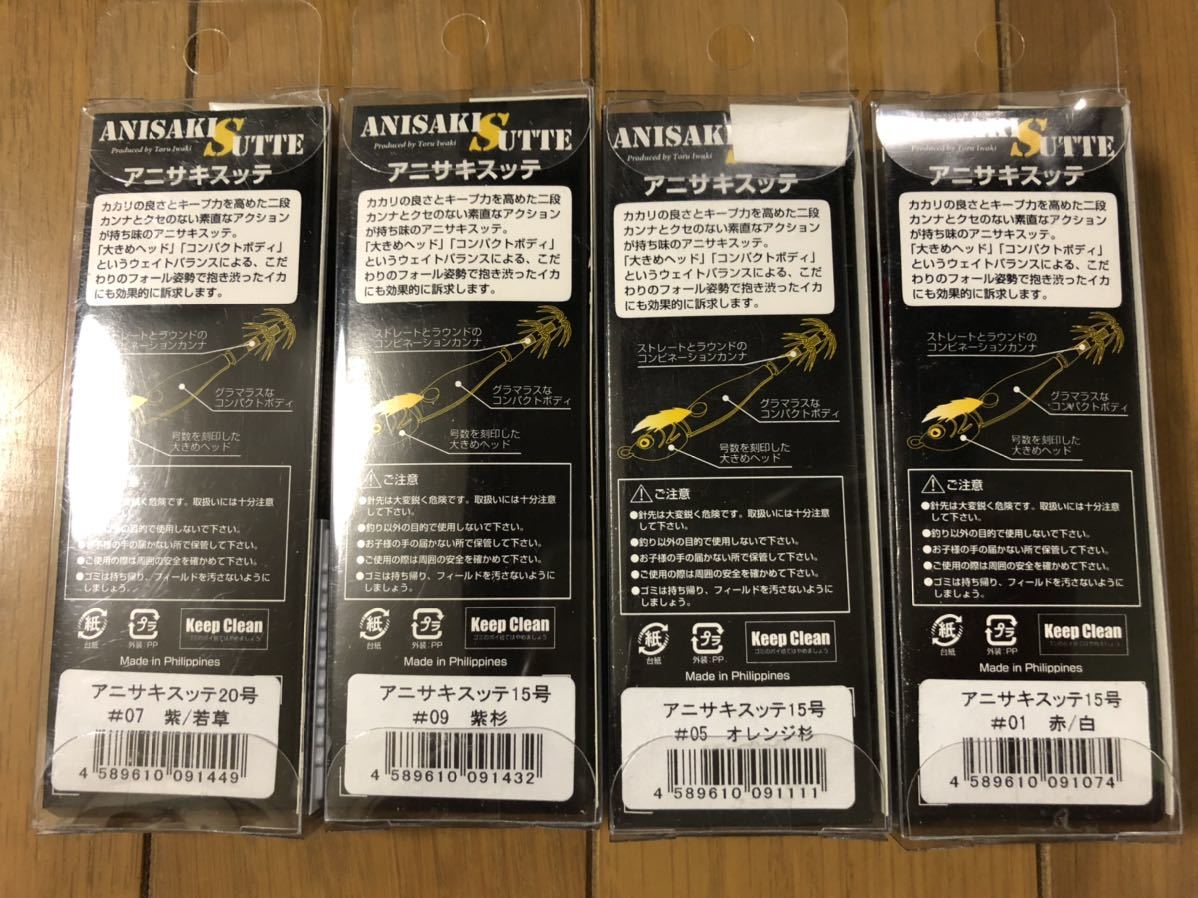 ANISAKI SUTTE
Produced by Toru Iwaki
アニサキスッテ
カカリの良さとキープ力を高めた二段
カンナとクセのない素直なアクション
が持ち味のアニサキスッテ。
「大きめヘッド」「コンパクトボディ」
というウェイトバランスによる、こだ
わりのフォール姿勢で抱き渋ったイカ
にも効果的に訴求します。
ストレートとラウンドの
コンビネーションカンナ
グラマラスな
コンパクトボディ
号数を刻印した
大きめヘッド
危険です。取扱いには十分注意
の目的で使用しないで下さい。
●お子様の手の届かない所で保管して下さい。
●ご使用の際は周囲の安全を確かめて下さい。
●ゴミは持ち帰り、フィールドを汚さないように
しましょう。
紙
台紙
プラ
外装:PP
Keep Clean
ゴミのポイ捨てはやめましょう
Made in Philippines
アニサキスッテ20号
#07 紫/若草
4 589610 091449
ANISAKI SUTTE
Produced by Toru Iwaki
アニサキスッテ
カカリの良さとキープ力を高めた二段
カンナとクセのない素直なアクション
が持ち味のアニサキスッテ。
「大きめヘッド」「コンパクトボディ」
というウェイトバランスによる、こだ
わりのフォール姿勢で抱き渋ったイカ
にも効果的に訴求します。
ストレートとラウンドの
コンビネーションカンナ
グラマラスな
コンパクトボディ
号数を刻印した
大きめヘッド
ご注意
●針先は大変鋭く危険です。取扱いには十分注意
して下さい。
●釣り以外の目的で使用しないで下さい。
●お子様の手の届かない所で保管して下さい。
●ご使用の際は周囲の安全を確かめて下さい。
●ゴミは持ち帰り、フィールドを汚さないように
しましょう。
紙
台紙
プラ
外装:PP
Keep Clean
ゴミのポイ捨てはやめましょう
Made in Philippines
アニサキスッテ15号
#09 紫杉
4 589610 091432
ANISAKI
Produced by Toru Iwaki
アニサキスッテ
カカリの良さとキープ力を高めた二段
カンナとクセのない素直なアクション
が持ち味のアニサキスッテ。
「大きめヘッド」「コンパクトボディ」
というウェイトバランスによる、こだ
わりのフォール姿勢で抱き渋ったイカ
にも効果的に訴求します。
ストレートとラウンドの
コンビネーションカンナ
グラマラスな
コンパクトボディ
号数を刻印した
大きめヘッド
ご注意
●針先は大変鋭く危険です。取扱いには十分注意
して下さい。
●釣り以外の目的で使用しないで下さい。
●お子様の手の届かない所で保管して下さい。
●ご使用の際は周囲の安全を確かめて下さい。
●ゴミは持ち帰り、フィールドを汚さないように
しましょう。
紙
台紙
プラ
外装:PP
Keep Clean
ゴミのポイ捨てはやめましょう
Made in Philippines
アニサキスッテ15号
#05 オレンジ杉
4 589610 091111
SUTTE
Produced by Toru Iwaki
アニサキスッテ
カカリの良さとキープ力を高めた二段
カンナとクセのない素直なアクション
が持ち味のアニサキスッテ。
「大きめヘッド」「コンパクトボディ」
というウェイトバランスによる、こだ
わりのフォール姿勢で抱き渋ったイカ
にも効果的に訴求します。
ストレートとラウンドの
コンビネーションカンナ
グラマラスな
コンパクトボディ
号数を刻印した
大きめヘッド
ご注意
●針先は大変鋭く危険です。取扱いには十分注意
して下さい。
●釣り以外の目的で使用しないで下さい。
●お子様の手の届かない所で保管して下さい。
●ご使用の際は周囲の安全を確かめて下さい。
●ゴミは持ち帰り、フィールドを汚さないように
しましょう。
紙
台紙
プラ
外装:PP
Keep Clean
ゴミのポイ捨てはやめましょう
Made in Philippines
アニサキスッテ15号
#01 赤/白
4 589610 091074